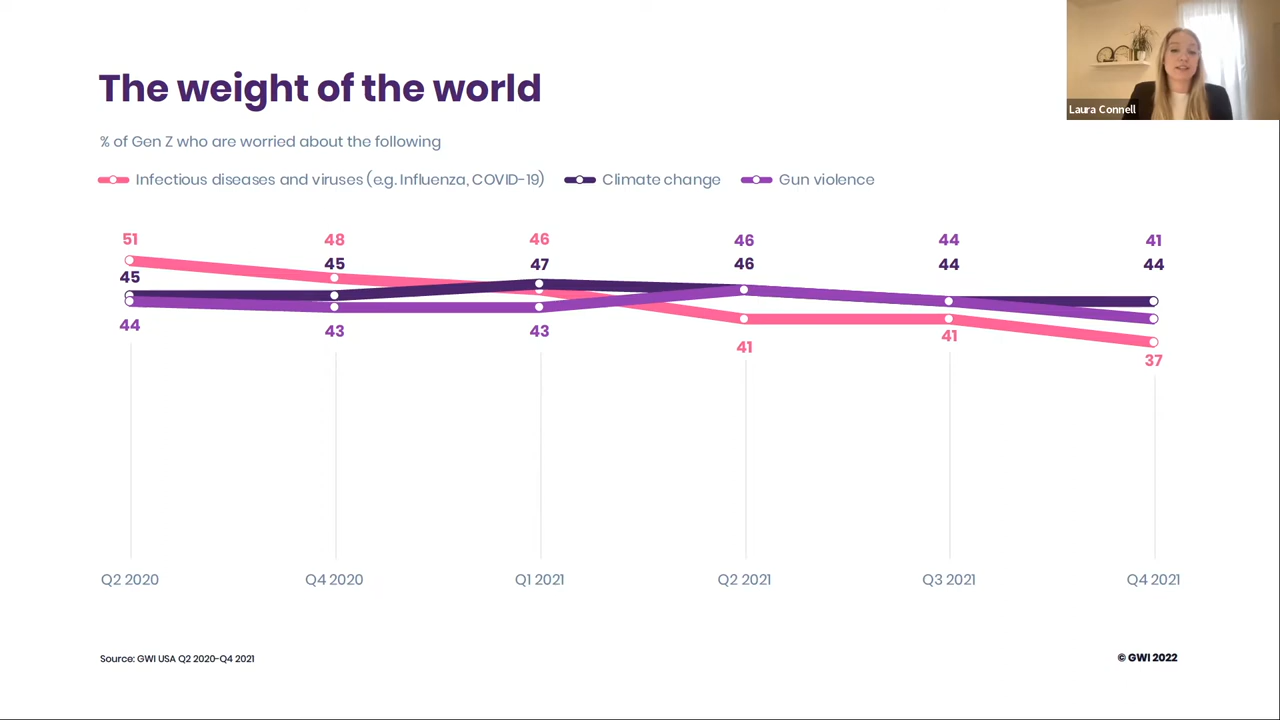 The weight of the world
Laura Connell
% of Gen Z who are worried about the following
Infectious diseases and viruses (e.g. Influenza, COVID-19) Climate change Gun violence
51 48 46 46 44 41
45 45 47 46 44 44
44 43 43 41 41 37
Q2 2020 Q4 2020 Q1 2021 Q2 2021 Q3 2021 Q4 2021
Source: GWI USA Q2 2020-Q4 2021 © GWI 2022